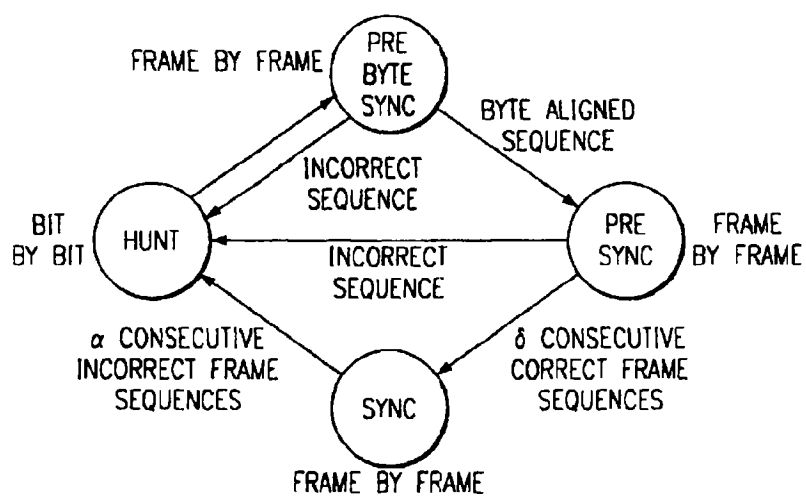 FRAME BY FRAME
PRE
BYTE
SYNC
BYTE ALIGNED
SEQUENCE
INCORRECT
SEQUENCE
BIT
BY BIT
HUNT
PRE
SYNC
FRAME
BY FRAME
INCORRECT
SEQUENCE
α CONSECUTIVE
INCORRECT FRAME
SEQUENCES
δ CONSECUTIVE
CORRECT FRAME
SEQUENCES
SYNC
FRAME BY FRAME